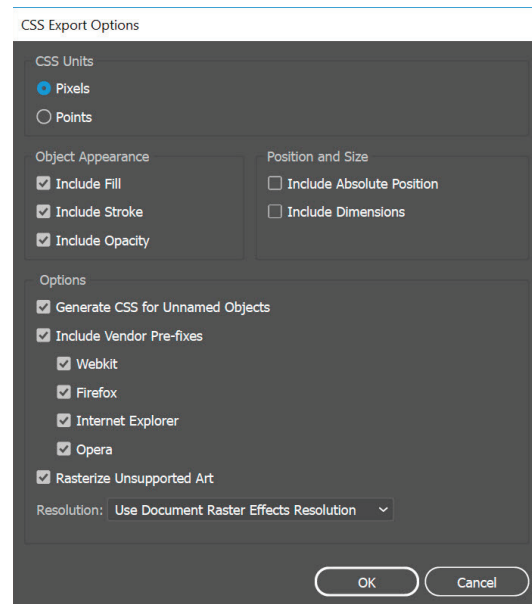 CSS Export Options
CSS Units
Pixels
Points
Object Appearance
Include Fill
Include Stroke
Include Opacity
Position and Size
Include Absolute Position
Include Dimensions
Options
Generate CSS for Unnamed Objects
Include Vendor Pre-fixes
Webkit
Firefox
Internet Explorer
Opera
Rasterize Unsupported Art
Resolution: Use Document Raster Effects Resolution
OK Cancel